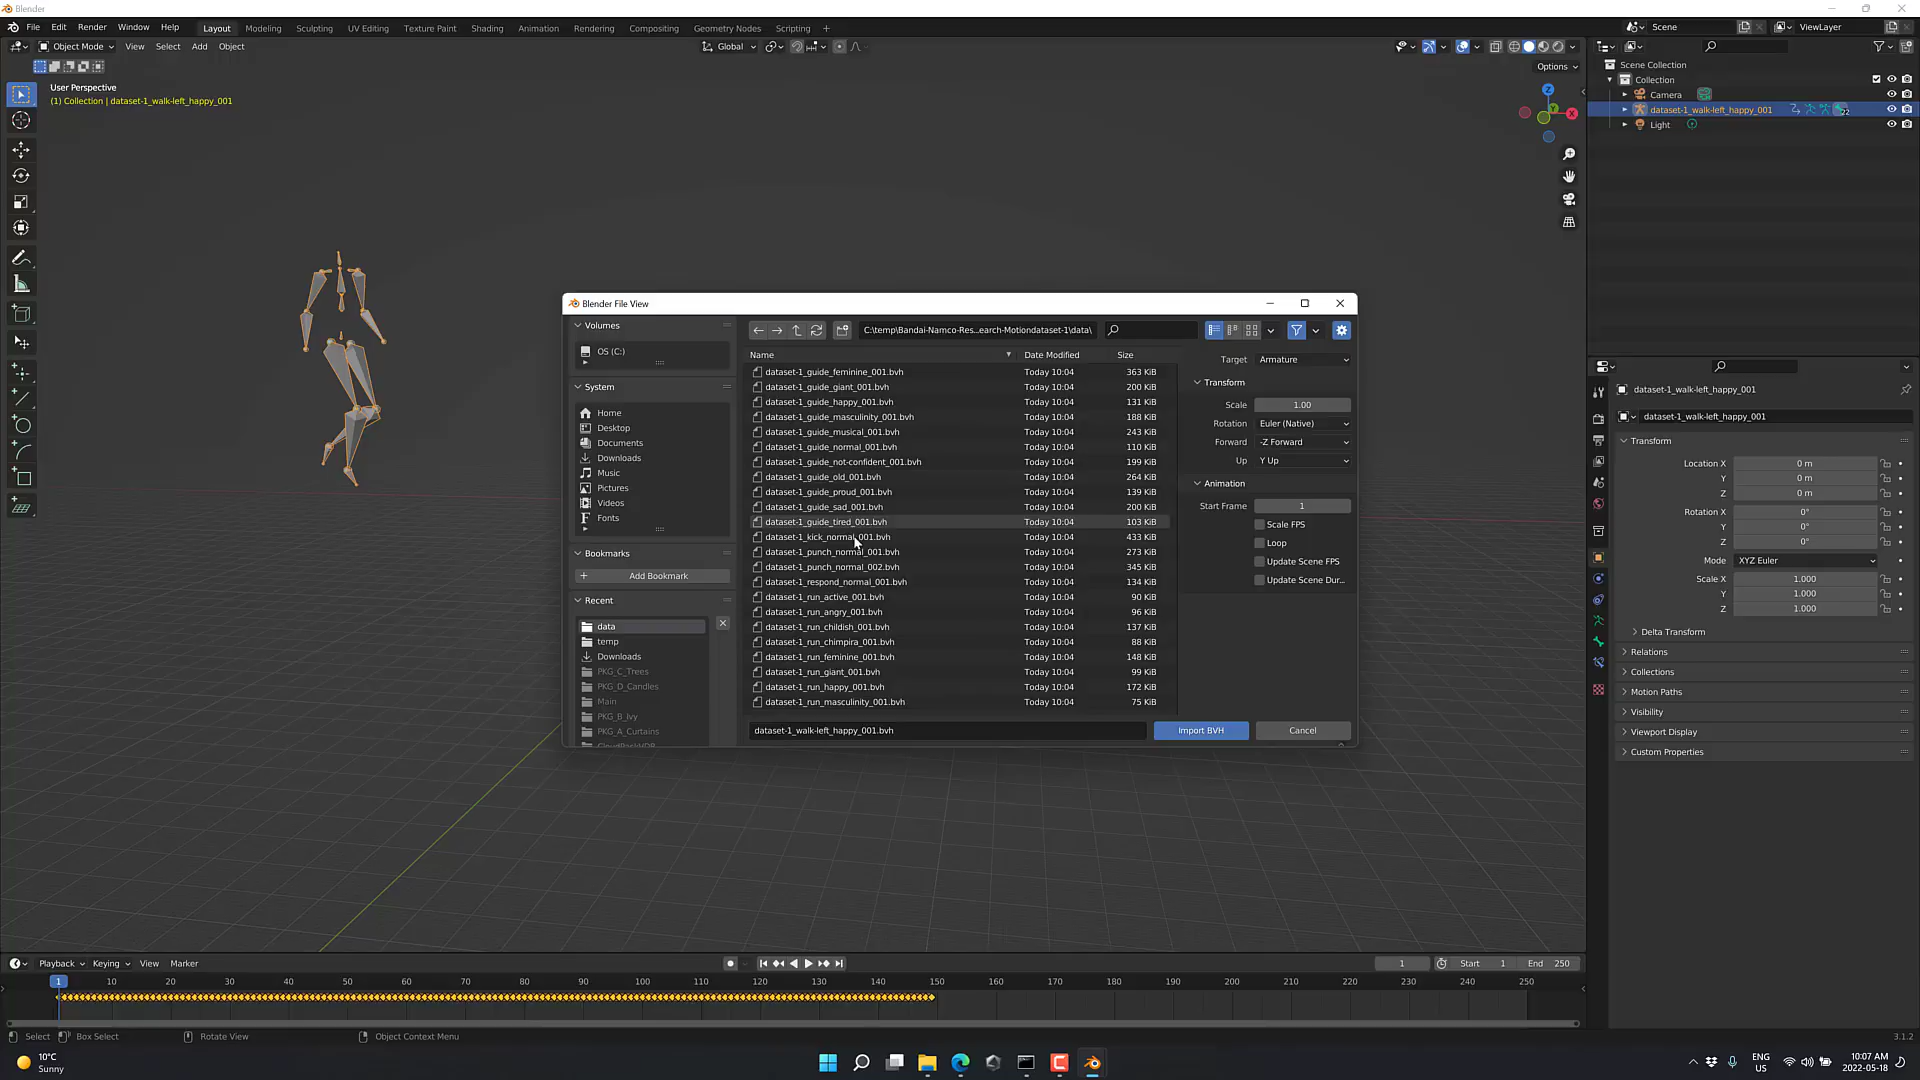 Blender
File Edit Render Window Help Layout Modeling Sculpting UV Editing Texture Paint Shading Animation Rendering Compositing Geometry Nodes Scripting + Scene ViewLayer
Object Mode View Select Add Object Global
Options
User Perspective
(1) Collection | dataset-1_walk-left_happy_001
Z
Y
X
Scene Collection
Collection
Camera
dataset-1_walk-left_happy_001 22
Light
Blender File View
Volumes
OS (C:)
System
Home
Desktop
Documents
Downloads
Music
Pictures
Videos
Fonts
Bookmarks
Add Bookmark
Recent
data
temp
Downloads
PKG_C_Trees
PKG_D_Candles
Main
PKG_B_Ivy
PKG_A_Curtains
CloudPackVDB
C:\temp\Bandai-Namco-Res...earch-Motiondataset-1\data\
Name Date Modified Size
dataset-1_guide_feminine_001.bvh Today 10:04 363 KiB
dataset-1_guide_giant_001.bvh Today 10:04 200 KiB
dataset-1_guide_happy_001.bvh Today 10:04 131 KiB
dataset-1_guide_masculinity_001.bvh Today 10:04 188 KiB
dataset-1_guide_musical_001.bvh Today 10:04 243 KiB
dataset-1_guide_normal_001.bvh Today 10:04 110 KiB
dataset-1_guide_not-confident_001.bvh Today 10:04 199 KiB
dataset-1_guide_old_001.bvh Today 10:04 264 KiB
dataset-1_guide_proud_001.bvh Today 10:04 139 KiB
dataset-1_guide_sad_001.bvh Today 10:04 200 KiB
dataset-1_guide_tired_001.bvh Today 10:04 103 KiB
dataset-1_kick_normal_001.bvh Today 10:04 433 KiB
dataset-1_punch_normal_001.bvh Today 10:04 273 KiB
dataset-1_punch_normal_002.bvh Today 10:04 345 KiB
dataset-1_respond_normal_001.bvh Today 10:04 134 KiB
dataset-1_run_active_001.bvh Today 10:04 90 KiB
dataset-1_run_angry_001.bvh Today 10:04 96 KiB
dataset-1_run_childish_001.bvh Today 10:04 137 KiB
dataset-1_run_chimpira_001.bvh Today 10:04 88 KiB
dataset-1_run_feminine_001.bvh Today 10:04 148 KiB
dataset-1_run_giant_001.bvh Today 10:04 99 KiB
dataset-1_run_happy_001.bvh Today 10:04 172 KiB
dataset-1_run_masculinity_001.bvh Today 10:04 75 KiB
dataset-1_walk-left_happy_001.bvh Import BVH Cancel
Target Armature
Transform
Scale 1.00
Rotation Euler (Native)
Forward -Z Forward
Up Y Up
Animation
Start Frame 1
Scale FPS
Loop
Update Scene FPS
Update Scene Dur...
dataset-1_walk-left_happy_001
dataset-1_walk-left_happy_001
Transform
Location X 0 m
Y 0 m
Z 0 m
Rotation X 0°
Y 0°
Z 0°
Mode XYZ Euler
Scale X 1.000
Y 1.000
Z 1.000
Delta Transform
Relations
Collections
Motion Paths
Visibility
Viewport Display
Custom Properties
Playback Keying View Marker 1 Start 1 End 250
1 10 20 30 40 50 60 70 80 90 100 110 120 130 140 150 160 170 180 190 200 210 220 230 240 250
Select Box Select Rotate View Object Context Menu 3.1.2
10°C
Sunny
ENG
US
10:07 AM
2022-05-18